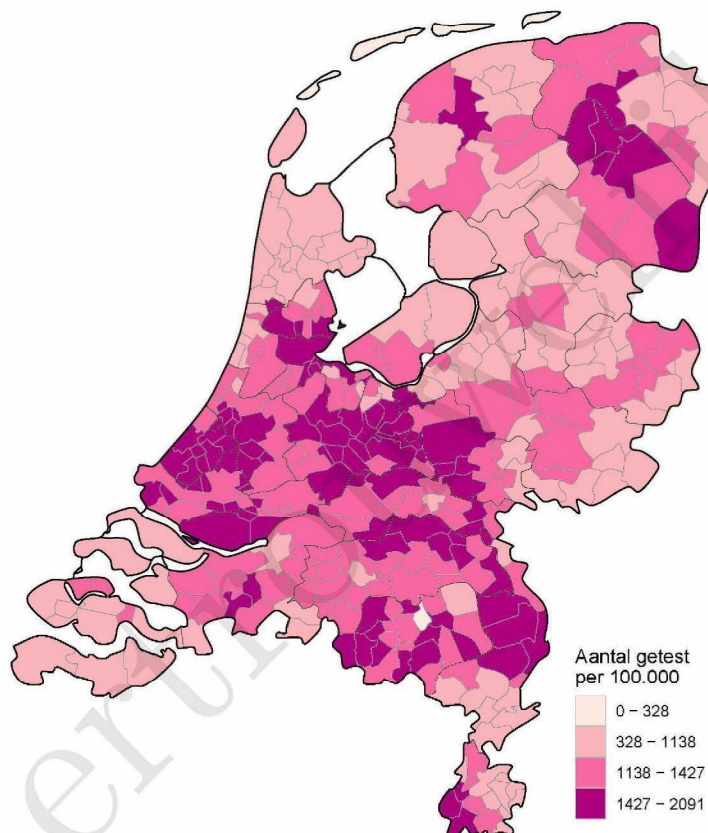 Aantal getest
per 100.000
0 – 328
328 – 1138
1138 – 1427
1427 – 2091